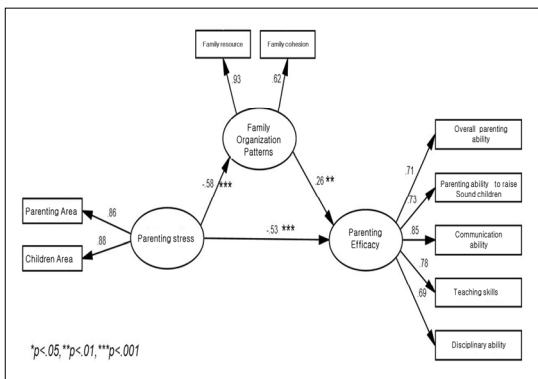 Family resource
Family cohesion
.93
.62
Family
Organization
Patterns
-.58 ***
.26 **
Parenting Area
Children Area
.86
.88
Parenting stress
-.53 ***
Parenting
Efficacy
.71
.73
.85
.78
.69
Overall parenting
ability
Parenting ability to raise
Sound children
Communication
ability
Teaching skills
Disciplinary ability
*p<.05,**p<.01,***p<.001